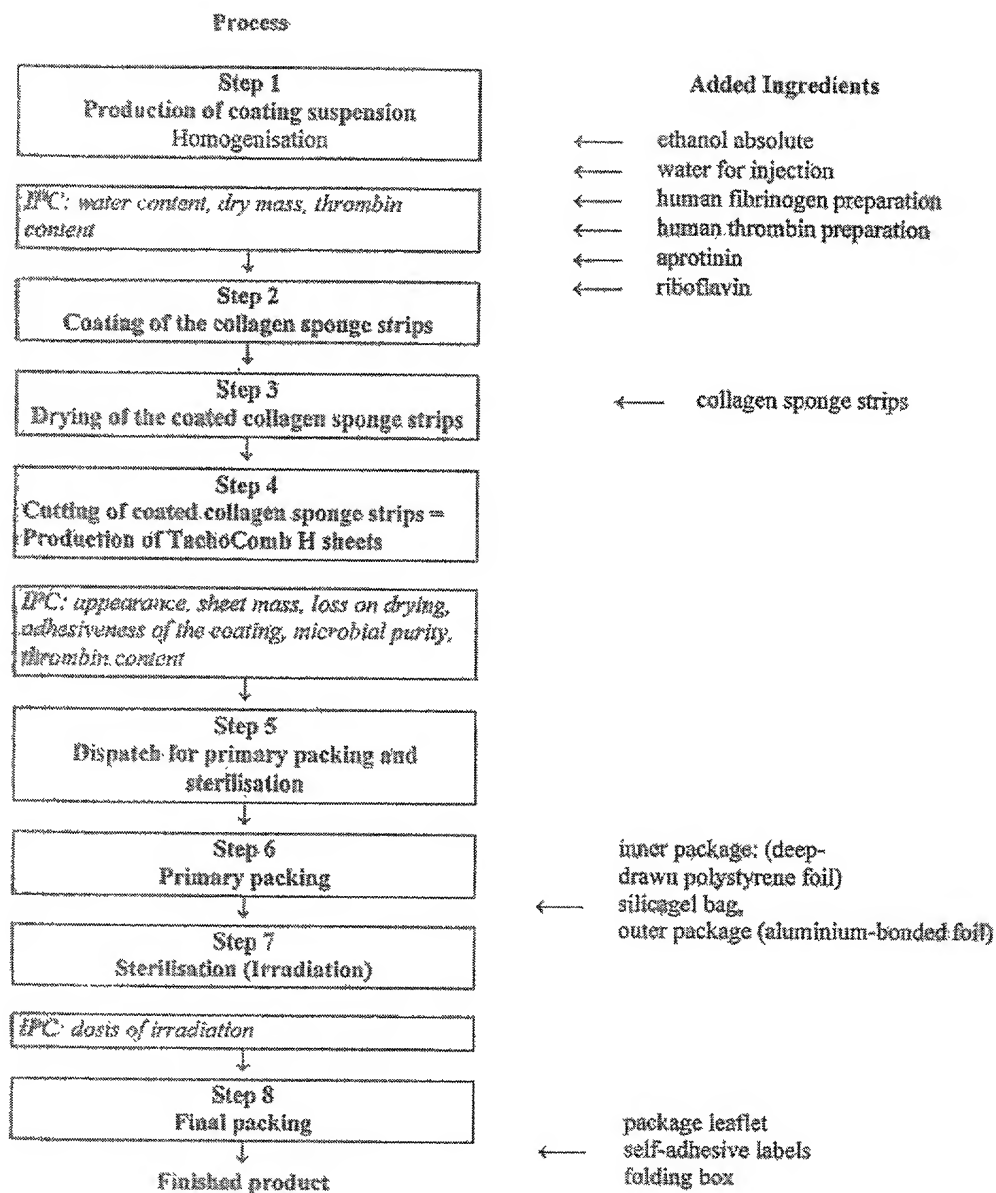 Process
Step 1
Production of coating suspension
Homogenisation
Added Ingredients
← ethanol absolute
← water for injection
← human fibrinogen preparation
← human thrombin preparation
← aprotinin
← riboflavin
IPC: water content, dry mass, thrombin
content
Step 2
Coating of the collagen sponge strips
Step 3
Drying of the coated collagen sponge strips
← collagen sponge strips
Step 4
Cutting of coated collagen sponge strips =
Production of TachoComb H sheets
IPC: appearance, sheet mass, loss on drying,
adhesiveness of the coating, microbial purity,
thrombin content
Step 5
Dispatch for primary packing and
sterilisation
Step 6
Primary packing
inner package: (deep-
drawn polystyrene foil)
← silicagel bag,
outer package (aluminium-bonded foil)
Step 7
Sterilisation (Irradiation)
IPC: dosis of irradiation
Step 8
Final packing
package leaflet
← self-adhesive labels
folding box
Finished product